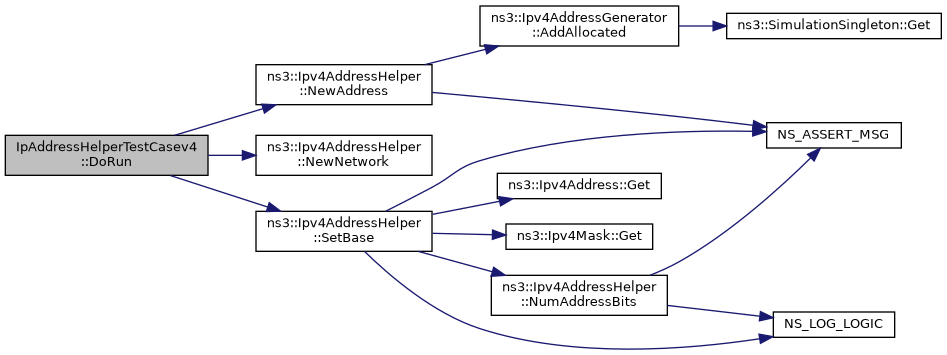 IpAddressHelperTestCasev4
::DoRun
ns3::Ipv4AddressHelper
::NewAddress
ns3::Ipv4AddressGenerator
::AddAllocated
ns3::SimulationSingleton::Get
NS_ASSERT_MSG
ns3::Ipv4AddressHelper
::NewNetwork
ns3::Ipv4AddressHelper
::SetBase
ns3::Ipv4Address::Get
ns3::Ipv4Mask::Get
ns3::Ipv4AddressHelper
::NumAddressBits
NS_LOG_LOGIC